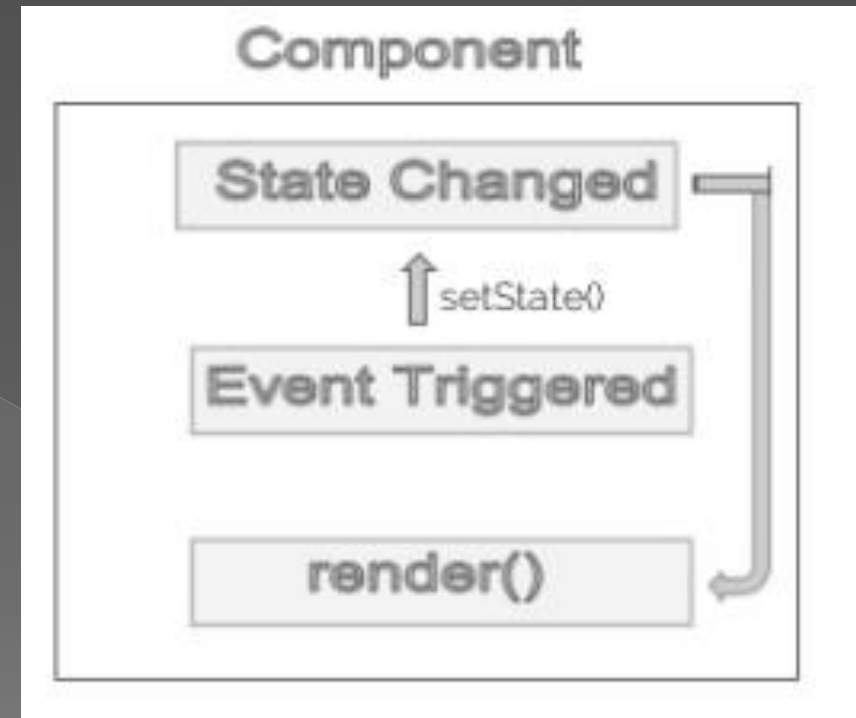 Component
State Changed
setState()
Event Triggered
render()